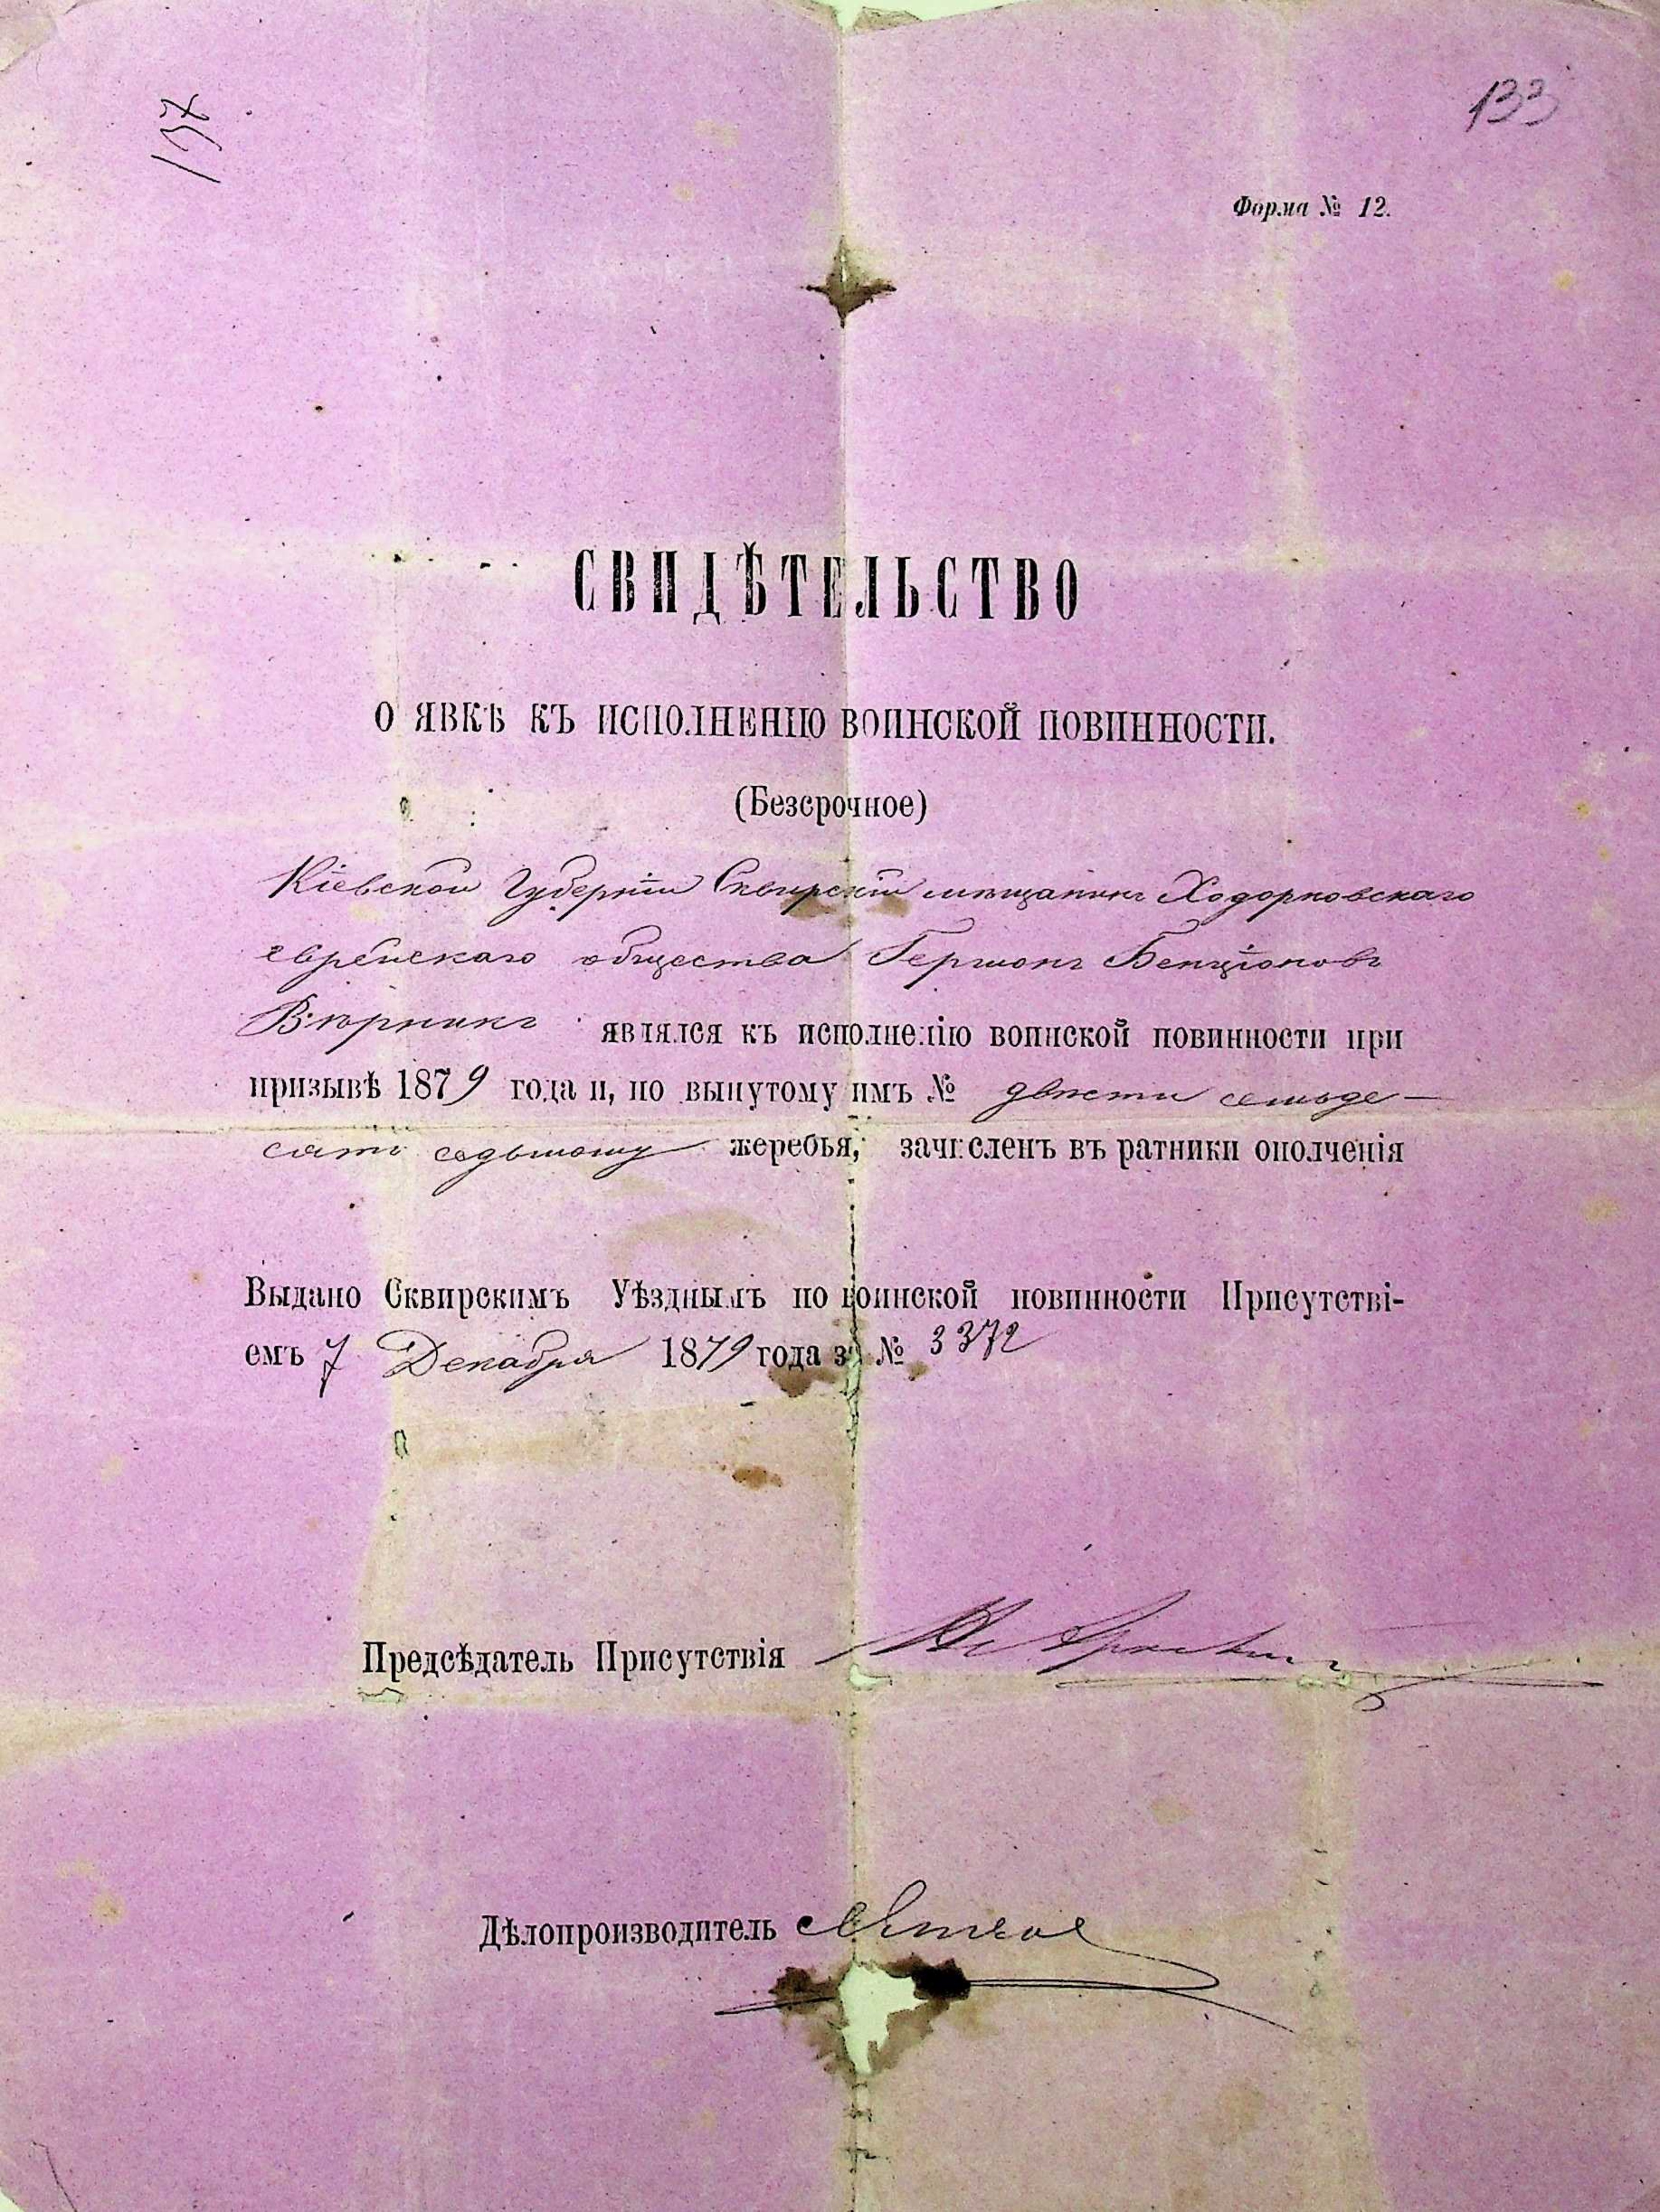 137
133
Форма № 12.
СВИДѢТЕЛЬСТВО
О ЯВКѢ КЪ ИСПОЛНЕНІЮ ВОИНСКОЙ ПОВИННОСТИ.
(Безсрочное)
Кіевской Губерніи Сквирскій мѣщанинъ Ходорковскаго
еврейскаго общества Гершонъ Бенціоновъ
Вѣрникъ явился къ исполненію воинской повинности при
призывѣ 1879 года и, по вынутому имъ № двѣсти семьде-
сятъ седьмому жеребья, зачисленъ въ ратники ополченія
Выдано Сквирскимъ Уѣзднымъ по воинской повинности Присутстві-
емъ 7 Декабря 1879 года за № 3372
Предсѣдатель Присутствія
Дѣлопроизводитель